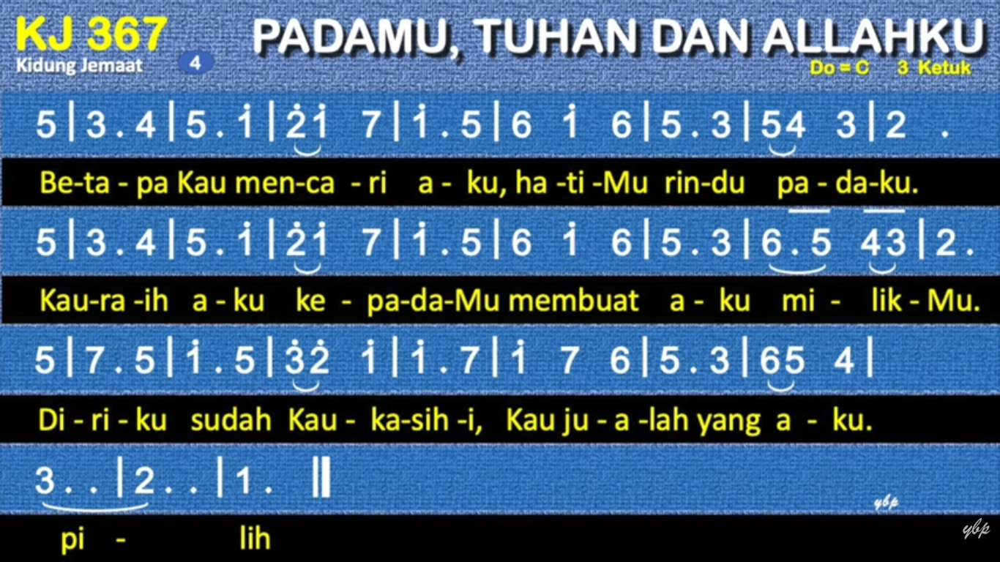 KJ 367
PADAMU, TUHAN DAN ALLAHKU
Kidung Jemaat
4
Do = C 3 Ketuk
5 | 3 . 4 | 5 . 1̇ | 2̇1̇ 7 | 1̇ . 5 | 6 1̇ 6 | 5 . 3 | 54 3 | 2 .
Be-ta - pa Kau men-ca - ri a - ku, ha -ti -Mu rin-du pa - da-ku.
5 | 3 . 4 | 5 . 1̇ | 2̇1̇ 7 | 1̇ . 5 | 6 1̇ 6 | 5 . 3 | 6 . 5 43 | 2 .
Kau-ra -ih a - ku ke - pa-da-Mu membuat a - ku mi - lik - Mu.
5 | 7 . 5 | 1̇ . 5 | 3̇2̇ 1̇ | 1̇ . 7 | 1̇ 7 6 | 5 . 3 | 65 4 |
Di - ri - ku sudah Kau - ka-sih -i, Kau ju - a -lah yang a - ku.
3 . . | 2 . . | 1 . ||
pi - lih
ybp
ybp